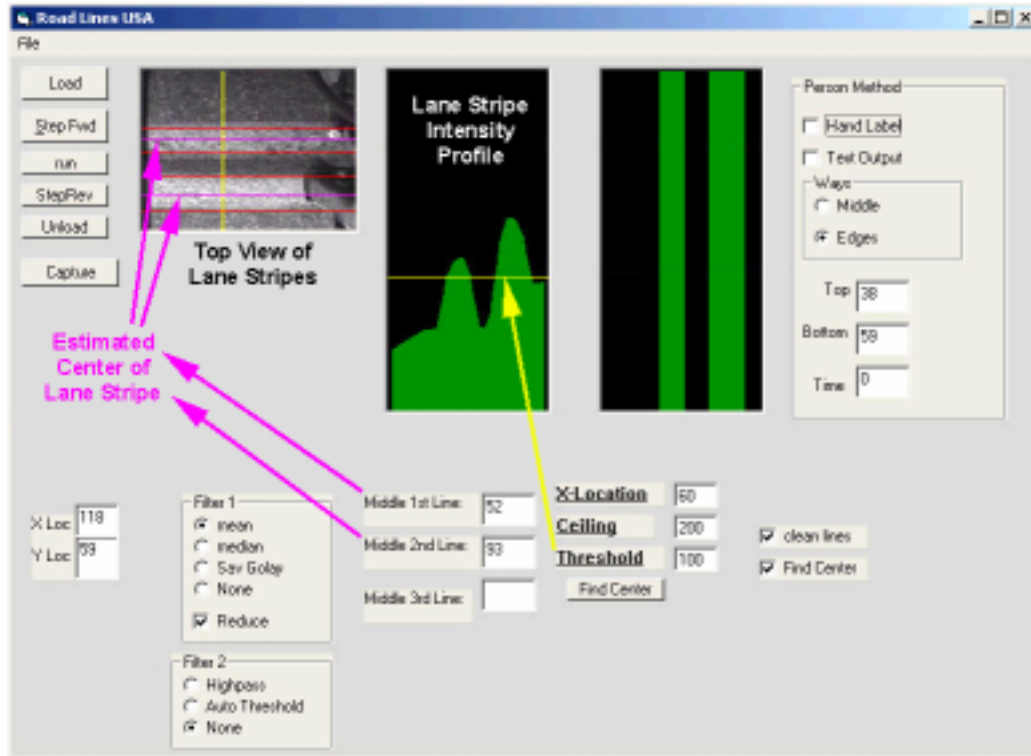 Road Lines USA
File
Load
Step Fwd
run
StepRev
Unload
Capture
Top View of
Lane Stripes
Lane Stripe
Intensity
Profile
Estimated
Center of
Lane Stripe
Person Method
Hand Label
Text Output
Ways
Middle
Edges
Top 38
Bottom 59
Time 0
X Loc 118
Y Loc 59
Filter 1
mean
median
Sav Golay
None
Reduce
Filter 2
Highpass
Auto Threshold
None
Middle 1st Line: 52
Middle 2nd Line: 93
Middle 3rd Line:
X-Location 60
Ceiling 200
Threshold 100
Find Center
clean lines
Find Center